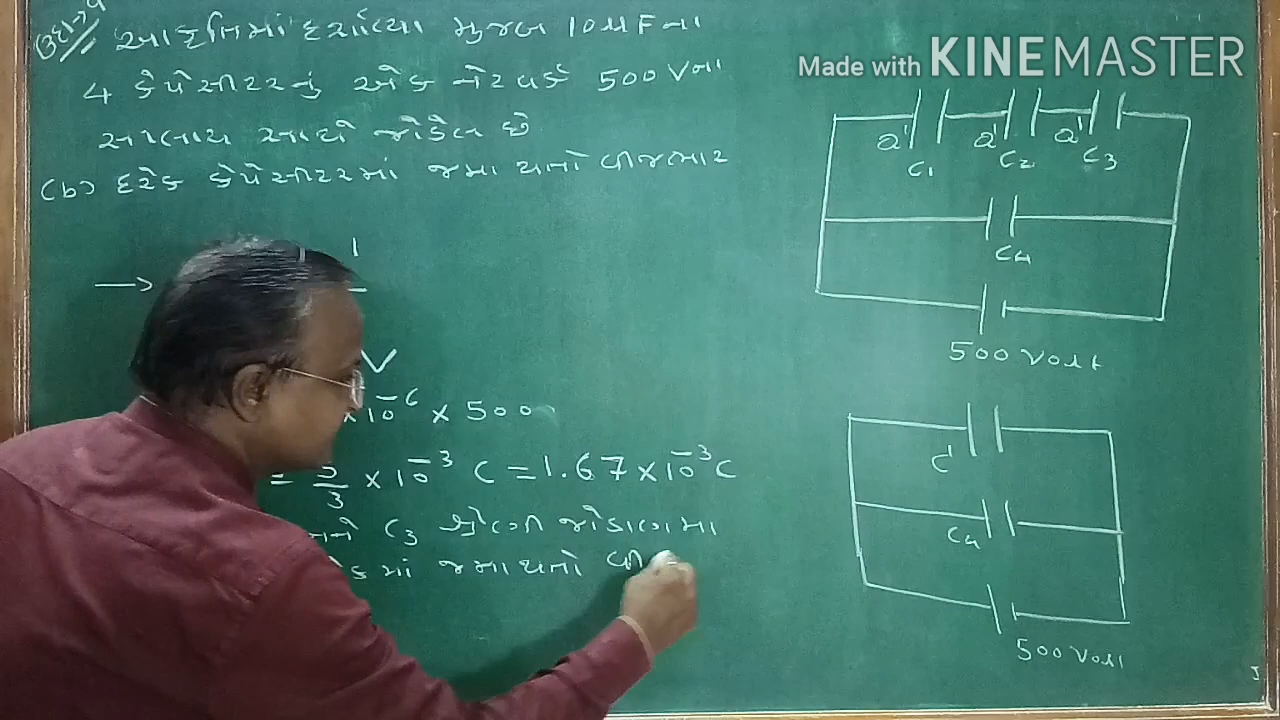 ઉદા-9
આકૃતિમાં દર્શાવ્યા મુજબ 10μFના
4 કેપેસીટરનું એક નેટવર્ક 500 Vના
સપ્લાય સાથે જોડેલ છે
(b) દરેક કેપેસીટરમાં જમા થતો વીજભાર
→ 1
V
×10⁻⁶ × 500
= 5/3 × 10⁻³ C = 1.67 × 10⁻³ C
અને C3 શ્રેણી જોડાણમાં
જમા થતો વી
Made with KINEMASTER
Q' Q' Q'
C1 C2 C3
C4
500 Volt
C'
C4
500 Volt